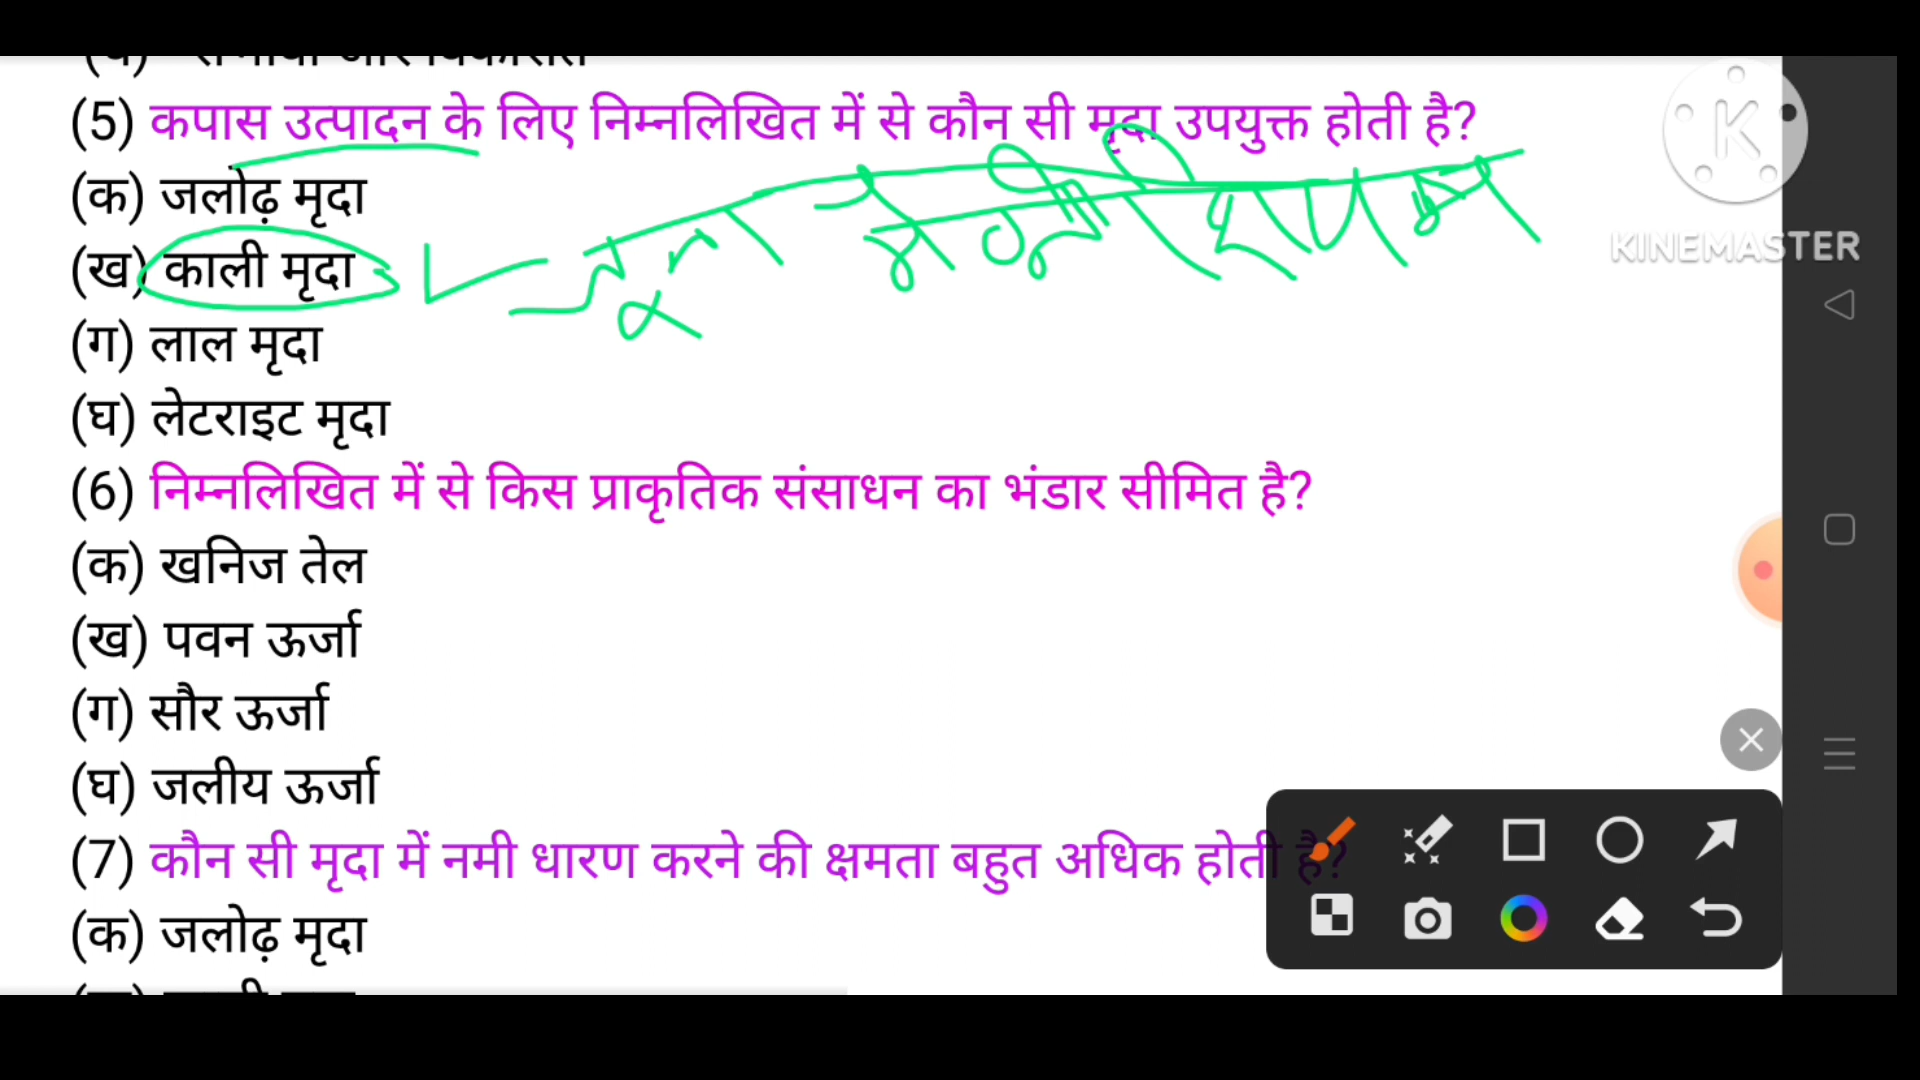 (5) कपास उत्पादन के लिए निम्नलिखित में से कौन सी मृदा उपयुक्त होती है?
(क) जलोढ़ मृदा
(ख) काली मृदा
(ग) लाल मृदा
(घ) लेटराइट मृदा
(6) निम्नलिखित में से किस प्राकृतिक संसाधन का भंडार सीमित है?
(क) खनिज तेल
(ख) पवन ऊर्जा
(ग) सौर ऊर्जा
(घ) जलीय ऊर्जा
(7) कौन सी मृदा में नमी धारण करने की क्षमता बहुत अधिक होती है?
(क) जलोढ़ मृदा
KINEMASTER